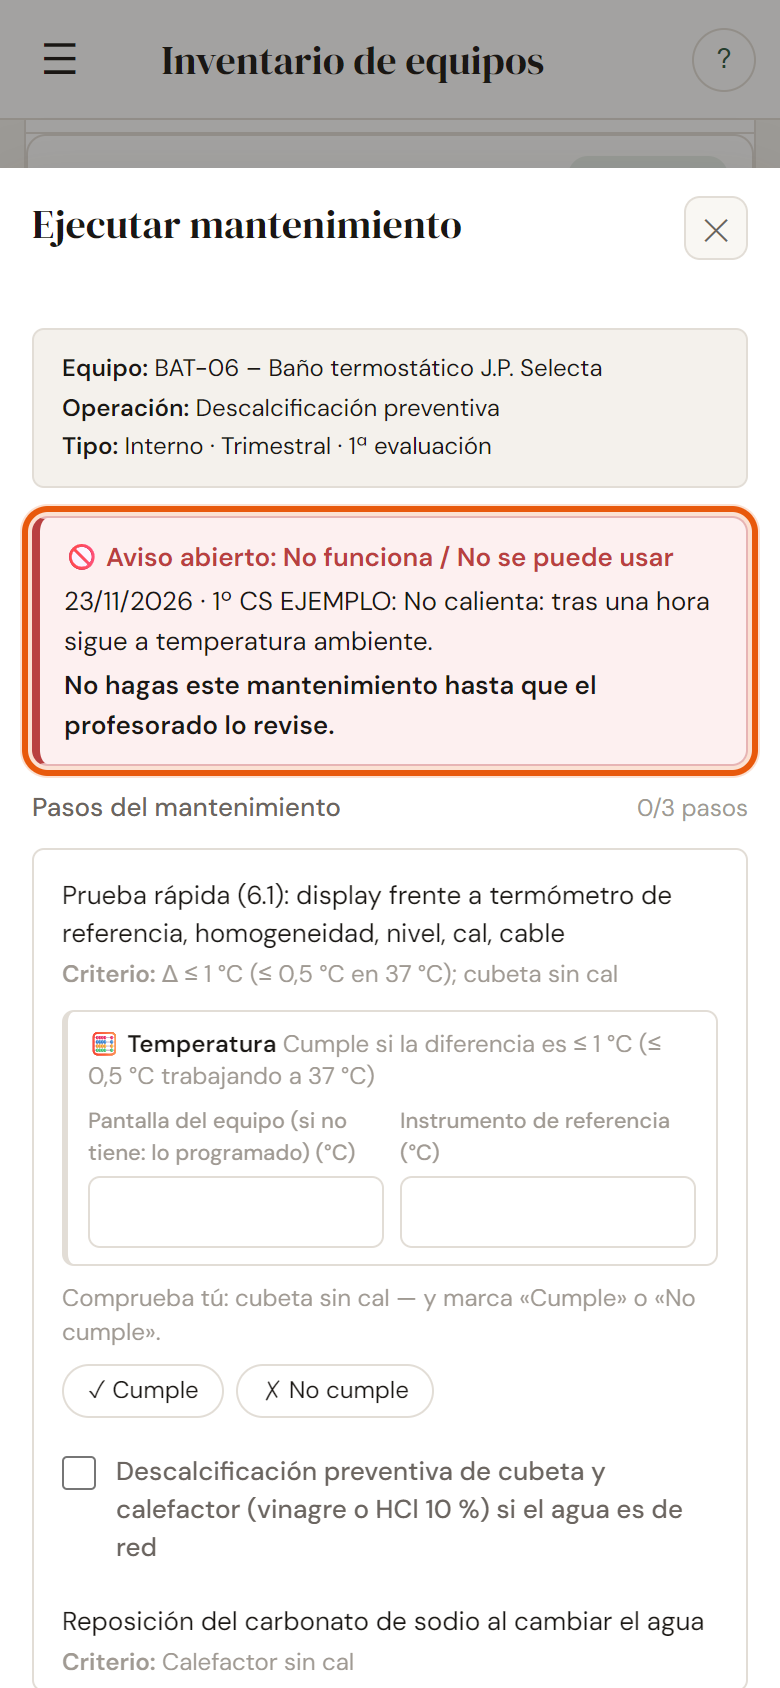 Inventario de equipos
?
Ejecutar mantenimiento
Equipo: BAT-06 – Baño termostático J.P. Selecta
Operación: Descalcificación preventiva
Tipo: Interno · Trimestral · 1ª evaluación
Aviso abierto: No funciona / No se puede usar
23/11/2026 · 1º CS EJEMPLO: No calienta: tras una hora
sigue a temperatura ambiente.
No hagas este mantenimiento hasta que el
profesorado lo revise.
Pasos del mantenimiento
0/3 pasos
Prueba rápida (6.1): display frente a termómetro de
referencia, homogeneidad, nivel, cal, cable
Criterio: Δ ≤ 1 °C (≤ 0,5 °C en 37 °C); cubeta sin cal
Temperatura Cumple si la diferencia es ≤ 1 °C (≤
0,5 °C trabajando a 37 °C)
Pantalla del equipo (si no
tiene: lo programado) (°C)
Instrumento de referencia
(°C)
Comprueba tú: cubeta sin cal — y marca «Cumple» o «No
cumple».
✓ Cumple
✗ No cumple
Descalcificación preventiva de cubeta y
calefactor (vinagre o HCl 10 %) si el agua es de
red
Reposición del carbonato de sodio al cambiar el agua
Criterio: Calefactor sin cal